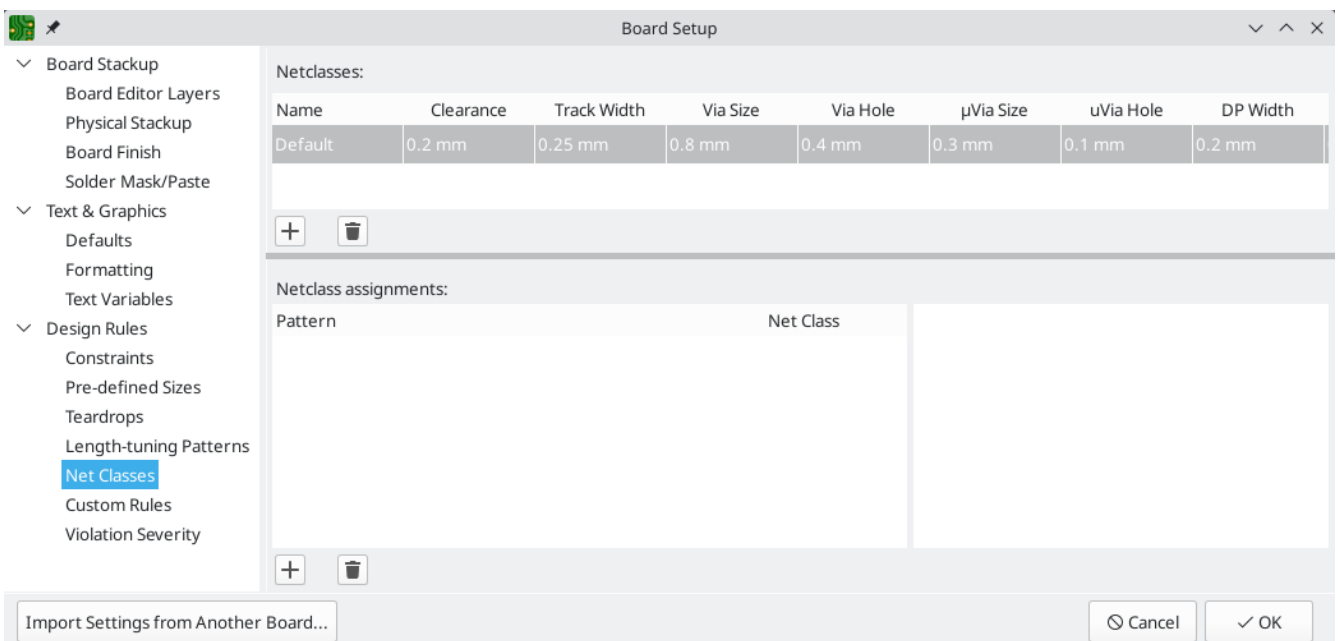 Board Setup
Board Stackup
Board Editor Layers
Physical Stackup
Board Finish
Solder Mask/Paste
Text & Graphics
Defaults
Formatting
Text Variables
Design Rules
Constraints
Pre-defined Sizes
Teardrops
Length-tuning Patterns
Net Classes
Custom Rules
Violation Severity
Netclasses:
Name Clearance Track Width Via Size Via Hole µVia Size uVia Hole DP Width
Default 0.2 mm 0.25 mm 0.8 mm 0.4 mm 0.3 mm 0.1 mm 0.2 mm
Netclass assignments:
Pattern Net Class
Import Settings from Another Board...
Cancel OK